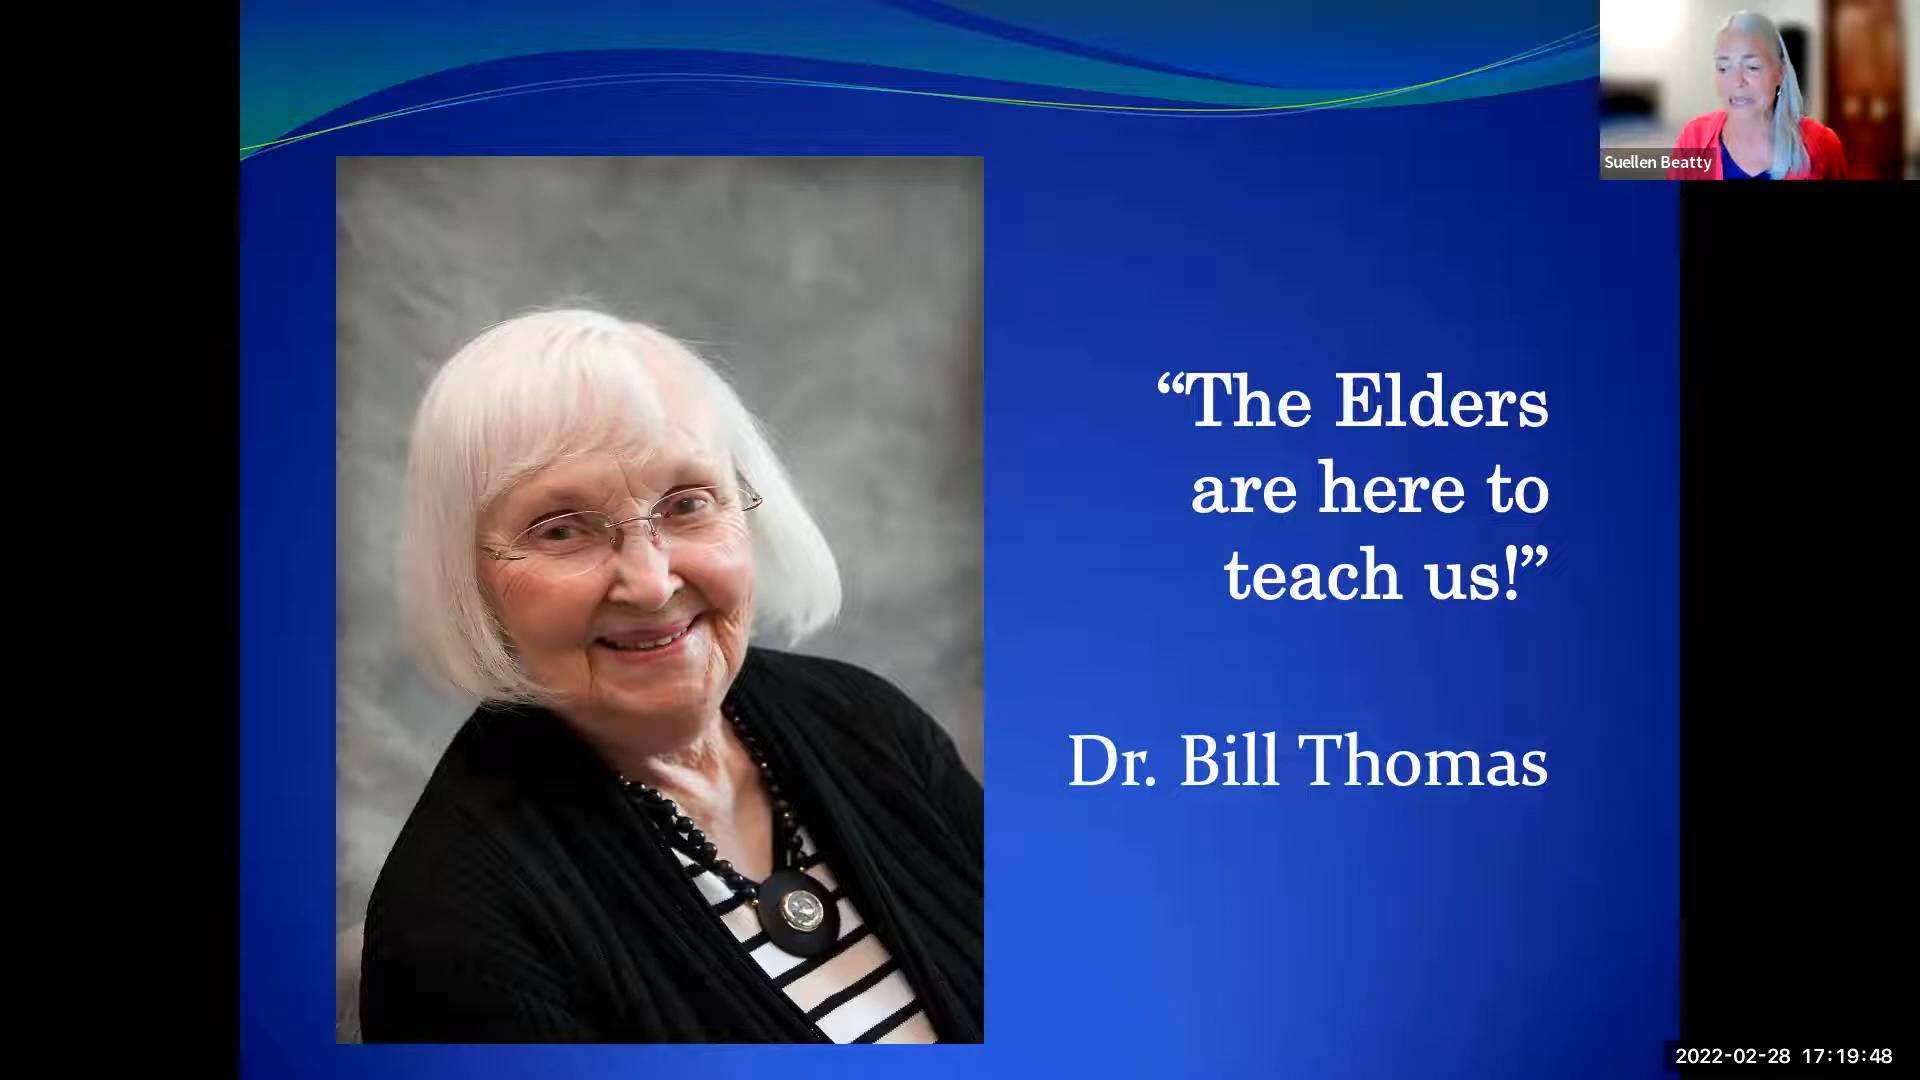 Suellen Beatty
“The Elders
are here to
teach us!”
Dr. Bill Thomas
2022-02-28 17:19:48